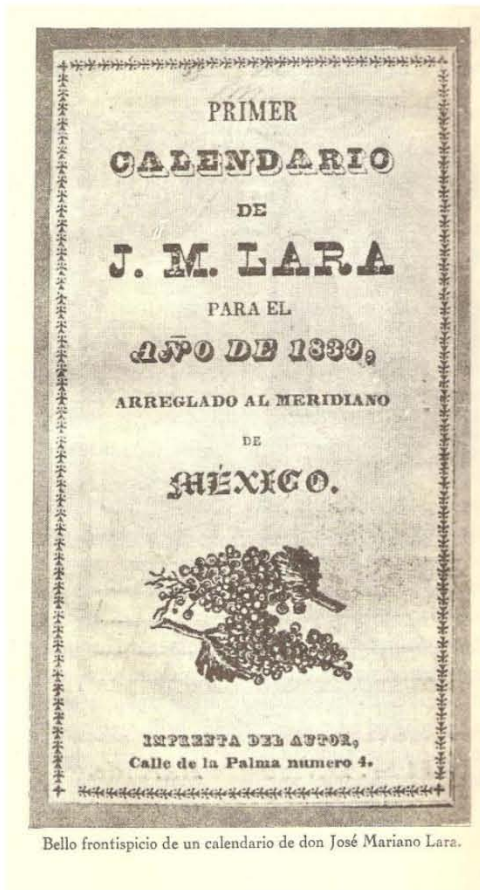 PRIMER
CALENDARIO
DE
J. M. LARA
PARA EL
AÑO DE 1839,
ARREGLADO AL MERIDIANO
DE
MÉXICO.
IMPRENTA DEL AUTOR,
Calle de la Palma numero 4.
Bello frontispicio de un calendario de don José Mariano Lara.